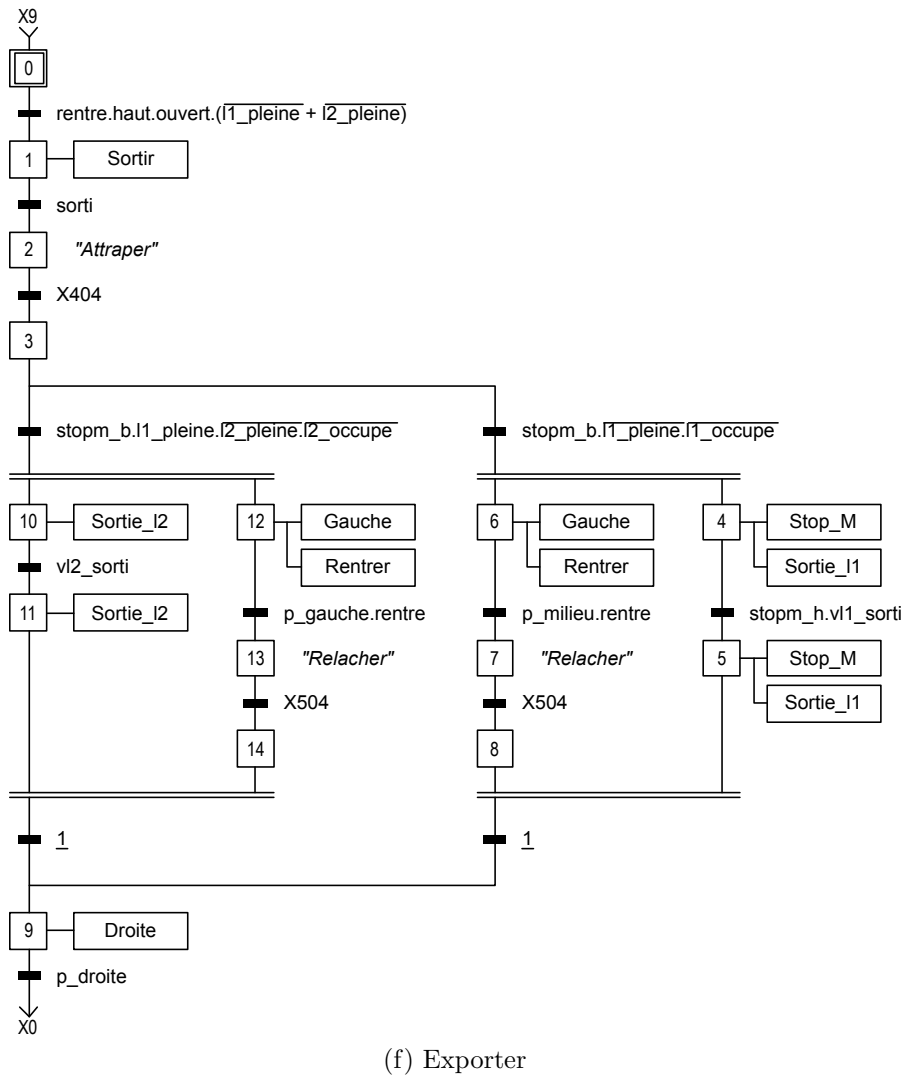 X9
0
rentre.haut.ouvert.(l1_pleine + l2_pleine)
1 Sortir
sorti
2 "Attraper"
X404
3
stopm_b.l1_pleine.l2_pleine.l2_occupe stopm_b.l1_pleine.l1_occupe
10 Sortie_l2 12 Gauche 6 Gauche 4 Stop_M
Rentrer Rentrer Sortie_l1
vl2_sorti
11 Sortie_l2 p_gauche.rentre p_milieu.rentre stopm_h.vl1_sorti
13 "Relacher" 7 "Relacher" 5 Stop_M
X504 X504 Sortie_l1
14 8
1 1
9 Droite
p_droite
X0
(f) Exporter